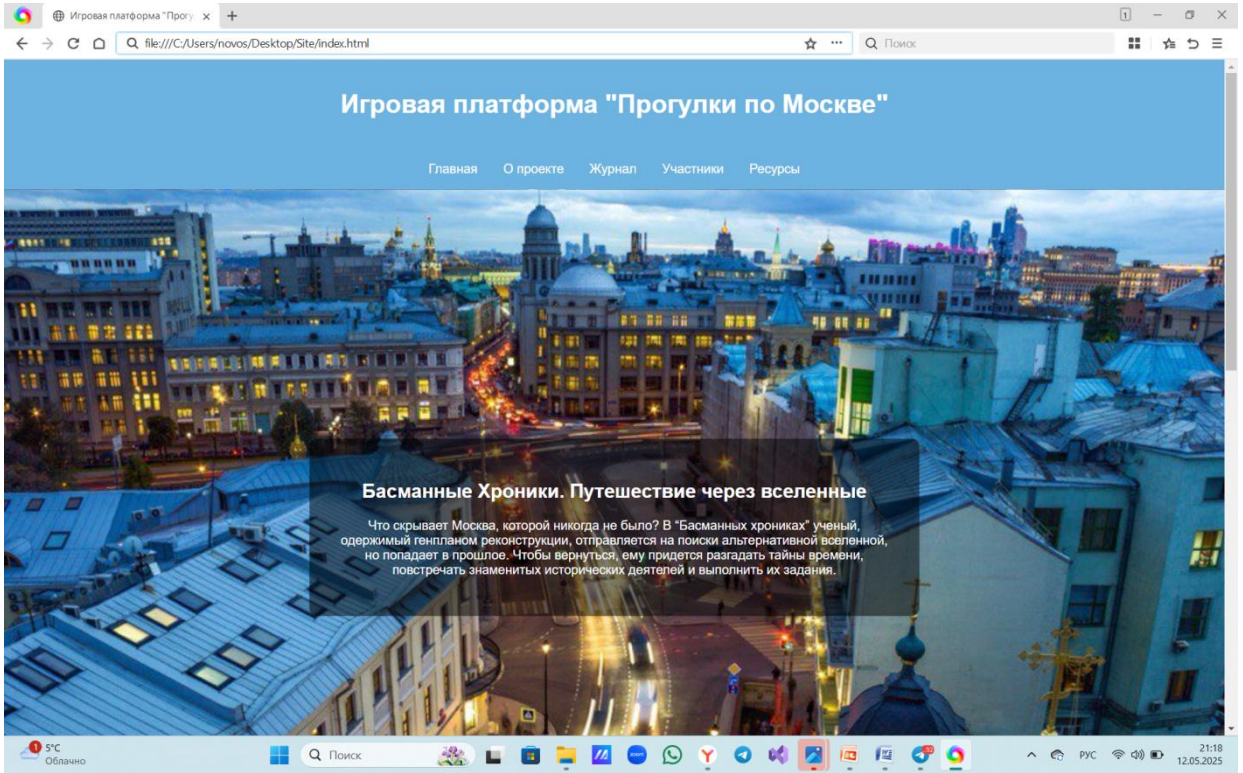 Игровая платформа "Прогу
1
file:///C:/Users/novos/Desktop/Site/index.html
Поиск
Игровая платформа "Прогулки по Москве"
Главная О проекте Журнал Участники Ресурсы
Басманные Хроники. Путешествие через вселенные
Что скрывает Москва, которой никогда не было? В "Басманных хрониках" ученый,
одержимый генпланом реконструкции, отправляется на поиски альтернативной вселенной,
но попадает в прошлое. Чтобы вернуться, ему придется разгадать тайны времени,
повстречать знаменитых исторических деятелей и выполнить их задания.
1
5°C
Облачно
Поиск
РУС
21:18
12.05.2025